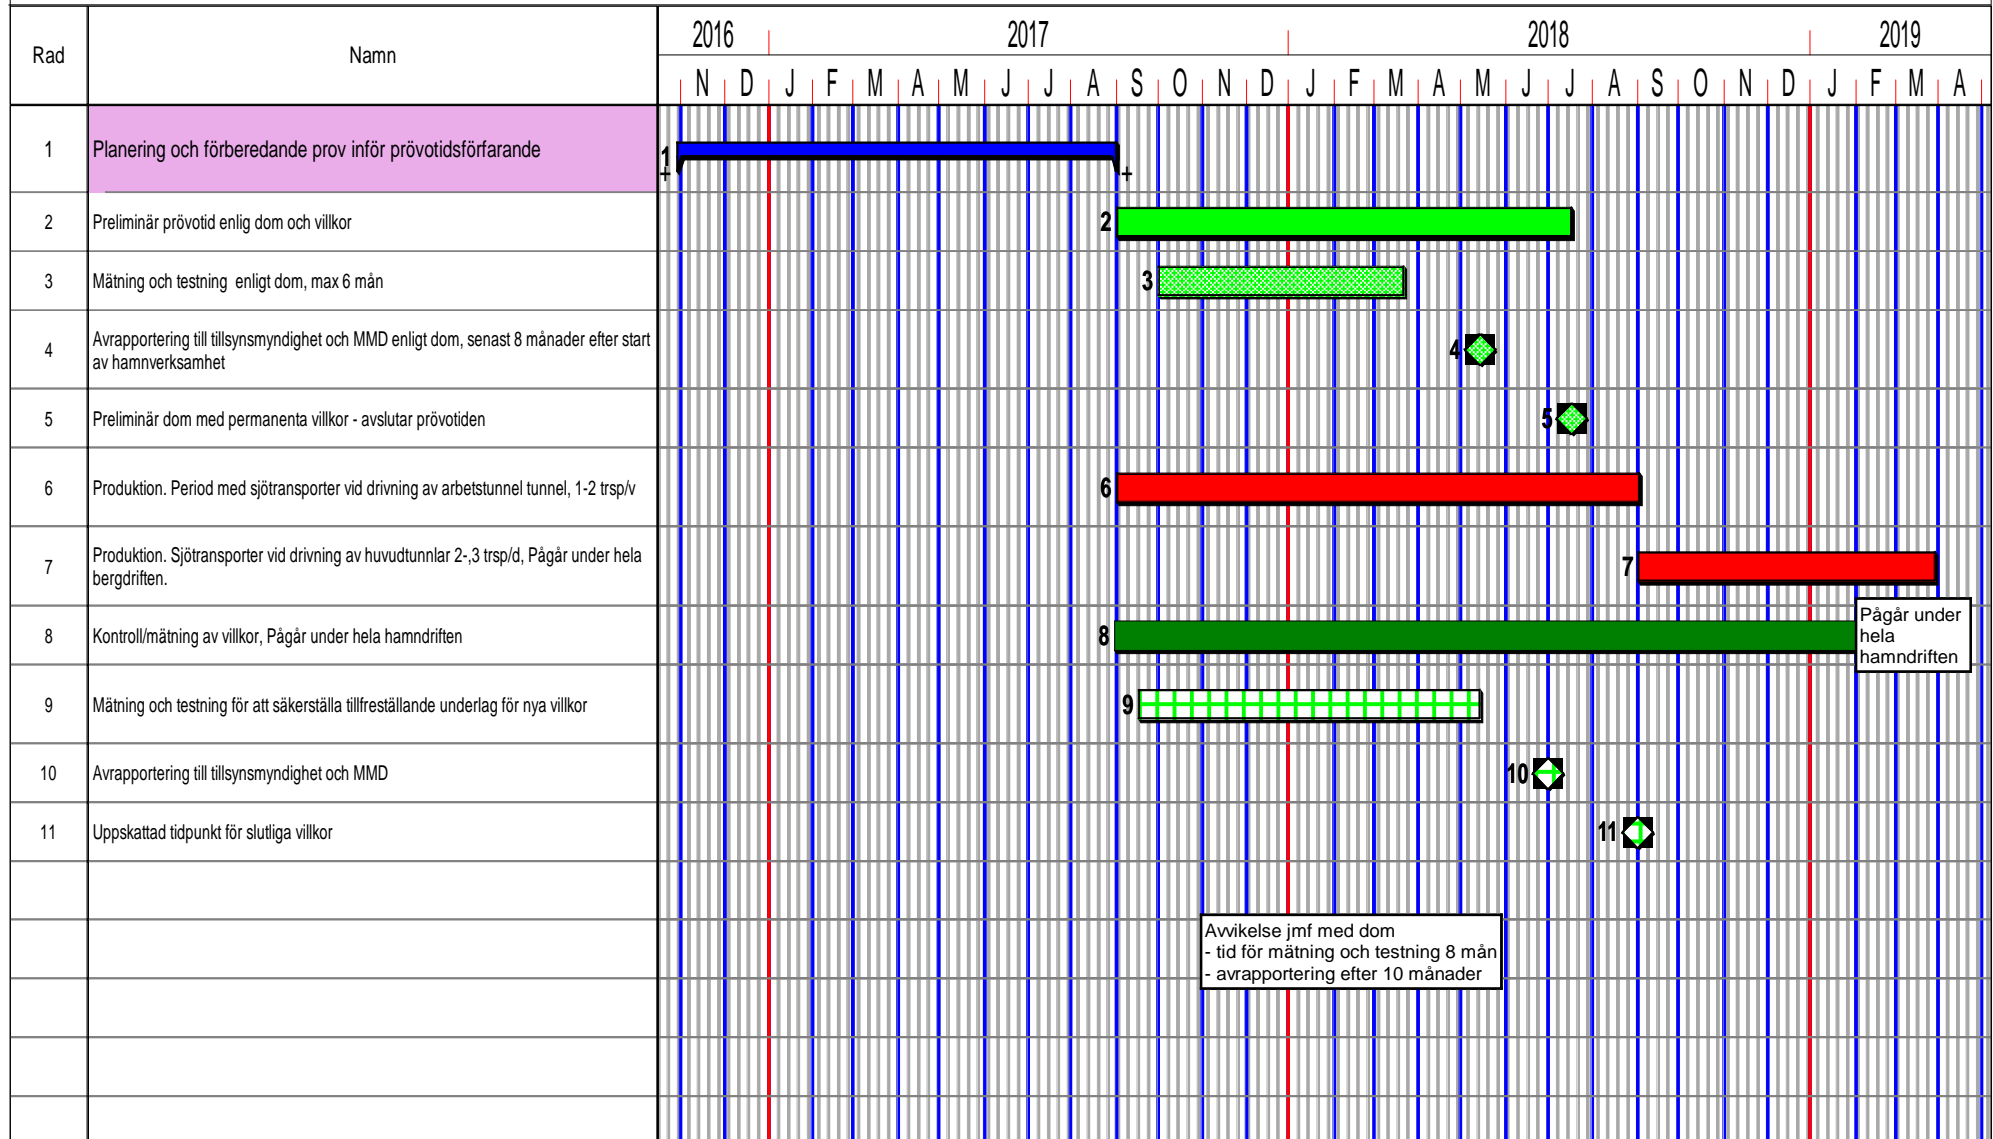 Rad
Namn
2016
2017
2018
2019
N D J F M A M J J A S O N D J F M A M J J A S O N D J F M A
1
Planering och förberedande prov inför prövotidsförfarande
1
+
+
2
Preliminär prövotid enlig dom och villkor
2
3
Mätning och testning enligt dom, max 6 mån
3
4
Avrapportering till tillsynsmyndighet och MMD enligt dom, senast 8 månader efter start
av hamnverksamhet
4
5
Preliminär dom med permanenta villkor - avslutar prövotiden
5
6
Produktion. Period med sjötransporter vid drivning av arbetstunnel tunnel, 1-2 trsp/v
6
7
Produktion. Sjötransporter vid drivning av huvudtunnlar 2-,3 trsp/d, Pågår under hela
bergdriften.
7
8
Kontroll/mätning av villkor, Pågår under hela hamndriften
8
Pågår under
hela
hamndriften
9
Mätning och testning för att säkerställa tillfreställande underlag för nya villkor
9
10
Avrapportering till tillsynsmyndighet och MMD
10
11
Uppskattad tidpunkt för slutliga villkor
11
Avvikelse jmf med dom
- tid för mätning och testning 8 mån
- avrapportering efter 10 månader